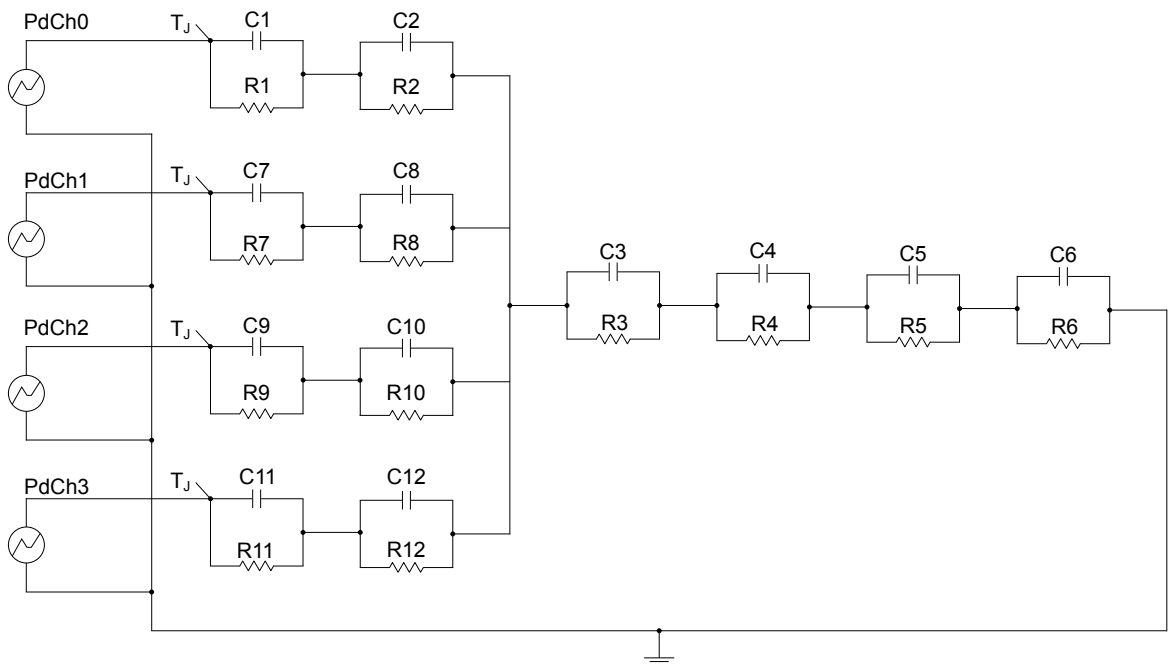 PdCh0
TJ
C1
C2
R1
R2
PdCh1
TJ
C7
C8
R7
R8
C3
C4
C5
C6
R3
R4
R5
R6
PdCh2
TJ
C9
C10
R9
R10
PdCh3
TJ
C11
C12
R11
R12